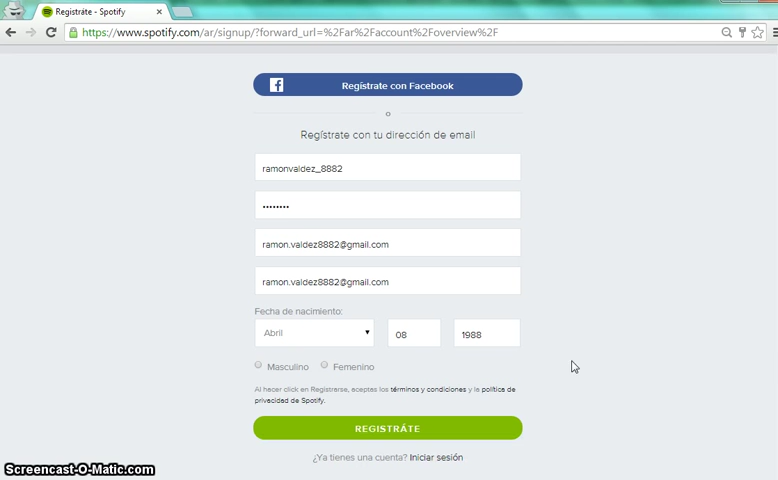 Regístrate - Spotify
https://www.spotify.com/ar/signup/?forward_url=%2Far%2Faccount%2Foverview%2F
Regístrate con Facebook
o
Regístrate con tu dirección de email
ramonvaldez_8882
••••••••
ramon.valdez8882@gmail.com
ramon.valdez8882@gmail.com
Fecha de nacimiento:
Abril 08 1988
Masculino Femenino
Al hacer click en Registrarse, aceptas los términos y condiciones y la política de
privacidad de Spotify.
REGISTRÁTE
¿Ya tienes una cuenta? Iniciar sesión
Screencast-O-Matic.com